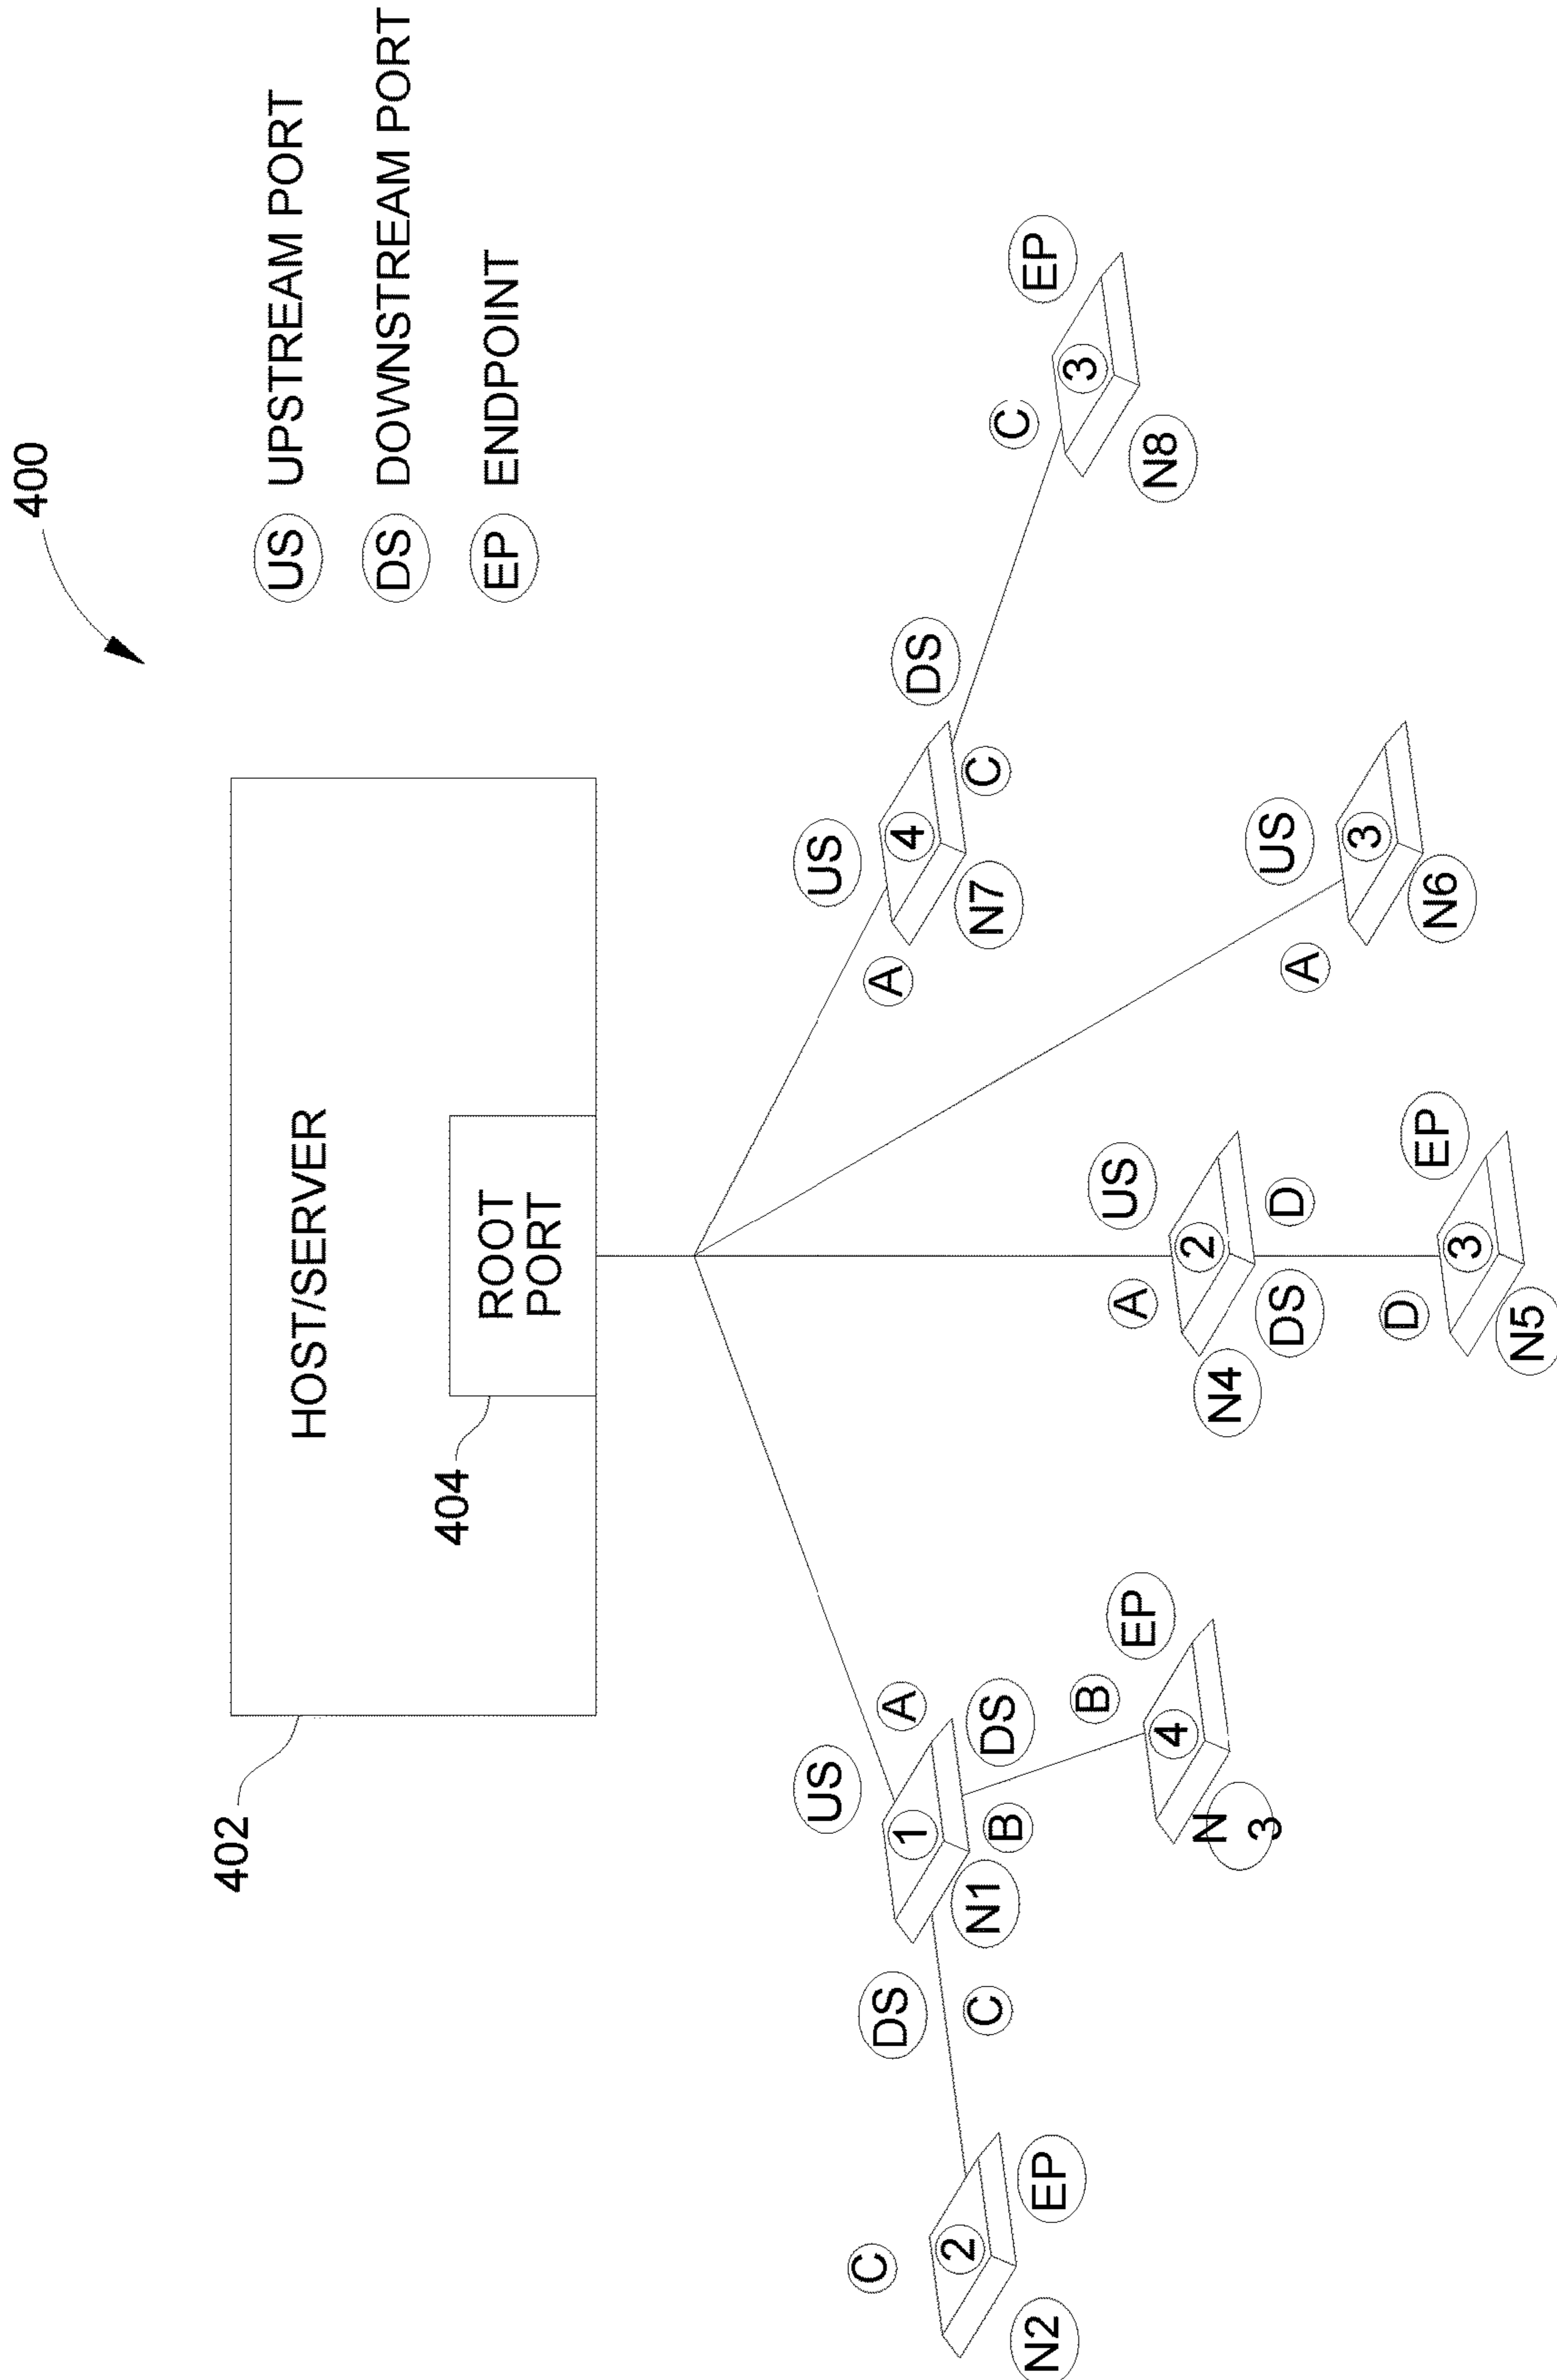 400
US UPSTREAM PORT
DS DOWNSTREAM PORT
EP ENDPOINT
HOST/SERVER
ROOT
PORT
402
404
US
A
1
DS
DS
N1
B
C
C
2
EP
N2
B
EP
4
N
3
US
A
2
N4
DS
D
D
EP
3
N5
US
A
4
DS
N7
C
US
A
3
N6
C
EP
3
N8